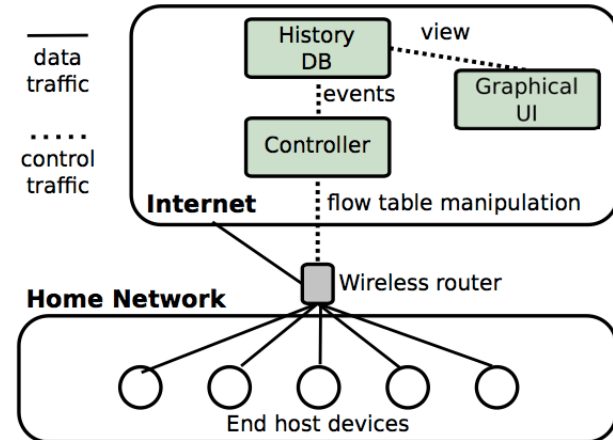 data
traffic
control
traffic
History
DB
view
Graphical
UI
events
Controller
Internet
flow table manipulation
Wireless router
Home Network
End host devices